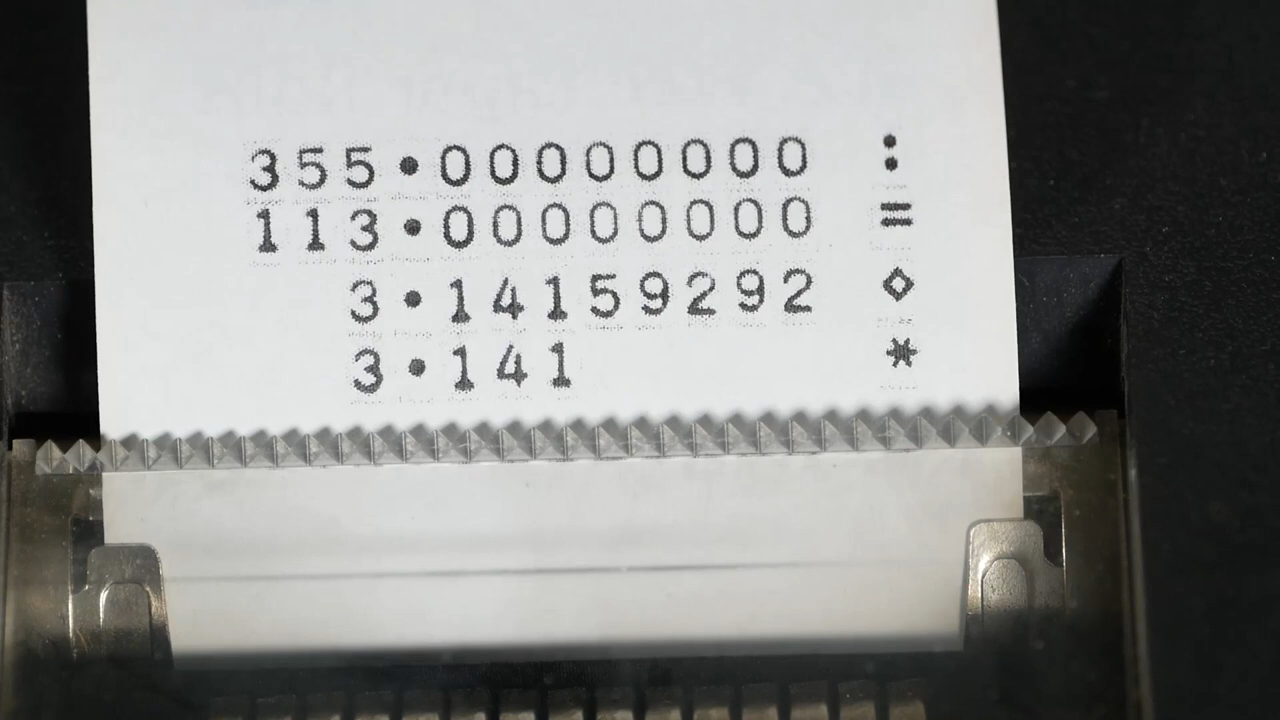 355•00000000 :
113•00000000 =
3•14159292 ◇
3•141 *